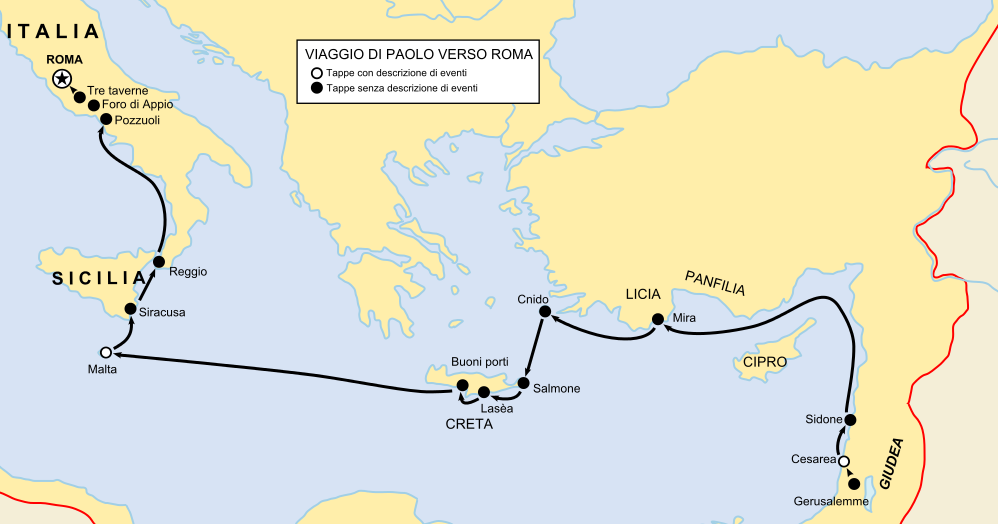 ITALIA
ROMA
Tre taverne
Foro di Appio
Pozzuoli
VIAGGIO DI PAOLO VERSO ROMA
Tappe con descrizione di eventi
Tappe senza descrizione di eventi
SICILIA
Reggio
Siracusa
Malta
Cnido
LICIA
PANFILIA
Mira
Buoni porti
Salmone
Lasèa
CRETA
CIPRO
Sidone
Cesarea
GIUDEA
Gerusalemme